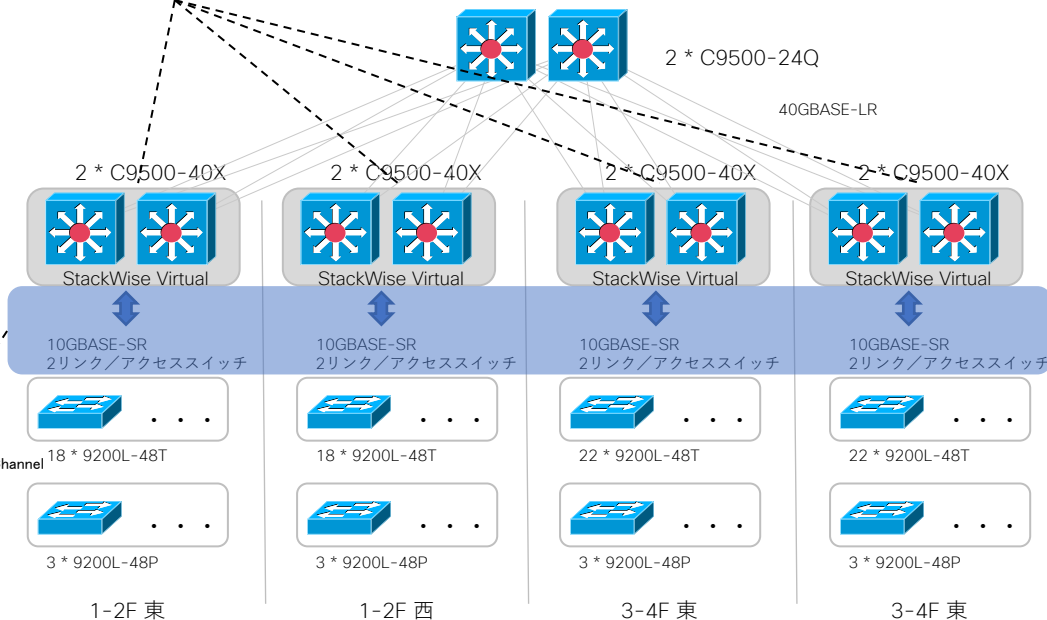 2 * C9500-24Q
40GBASE-LR
2 * C9500-40X
2 * C9500-40X
2 * C9500-40X
2 * C9500-40X
StackWise Virtual
StackWise Virtual
StackWise Virtual
StackWise Virtual
10GBASE-SR
2リンク／アクセススイッチ
10GBASE-SR
2リンク／アクセススイッチ
10GBASE-SR
2リンク／アクセススイッチ
10GBASE-SR
2リンク／アクセススイッチ
hannel
18 * 9200L-48T
18 * 9200L-48T
22 * 9200L-48T
22 * 9200L-48T
3 * 9200L-48P
3 * 9200L-48P
3 * 9200L-48P
3 * 9200L-48P
1-2F 東
1-2F 西
3-4F 東
3-4F 東